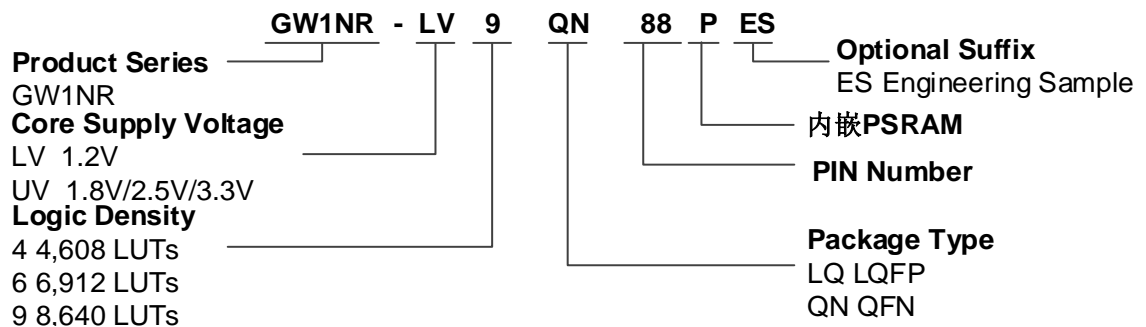 GW1NR - LV 9 QN 88 P ES
Product Series
GW1NR
Core Supply Voltage
LV 1.2V
UV 1.8V/2.5V/3.3V
Logic Density
4 4,608 LUTs
6 6,912 LUTs
9 8,640 LUTs
Optional Suffix
ES Engineering Sample
内嵌PSRAM
PIN Number
Package Type
LQ LQFP
QN QFN